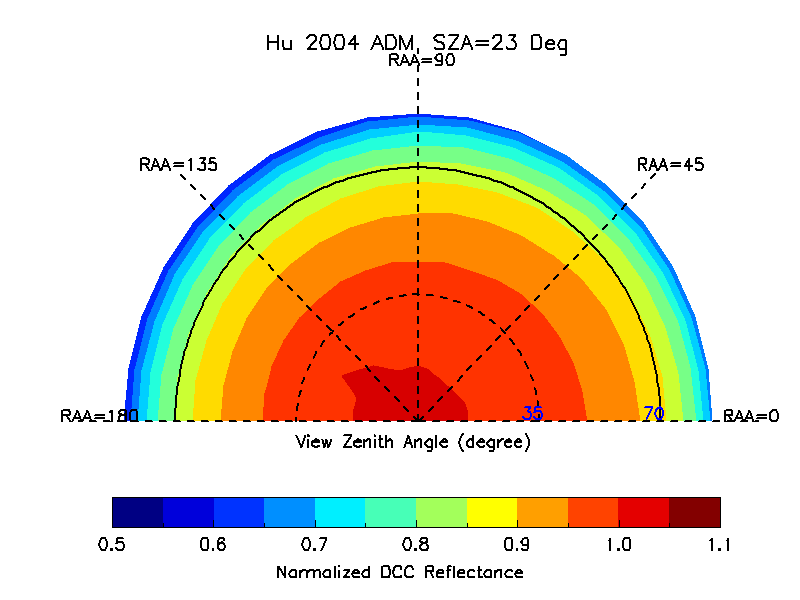 Hu 2004 ADM, SZA=23 Deg
RAA=90
RAA=135
RAA=45
RAA=180
35
70
RAA=0
View Zenith Angle (degree)
0.5 0.6 0.7 0.8 0.9 1.0 1.1
Normalized DCC Reflectance